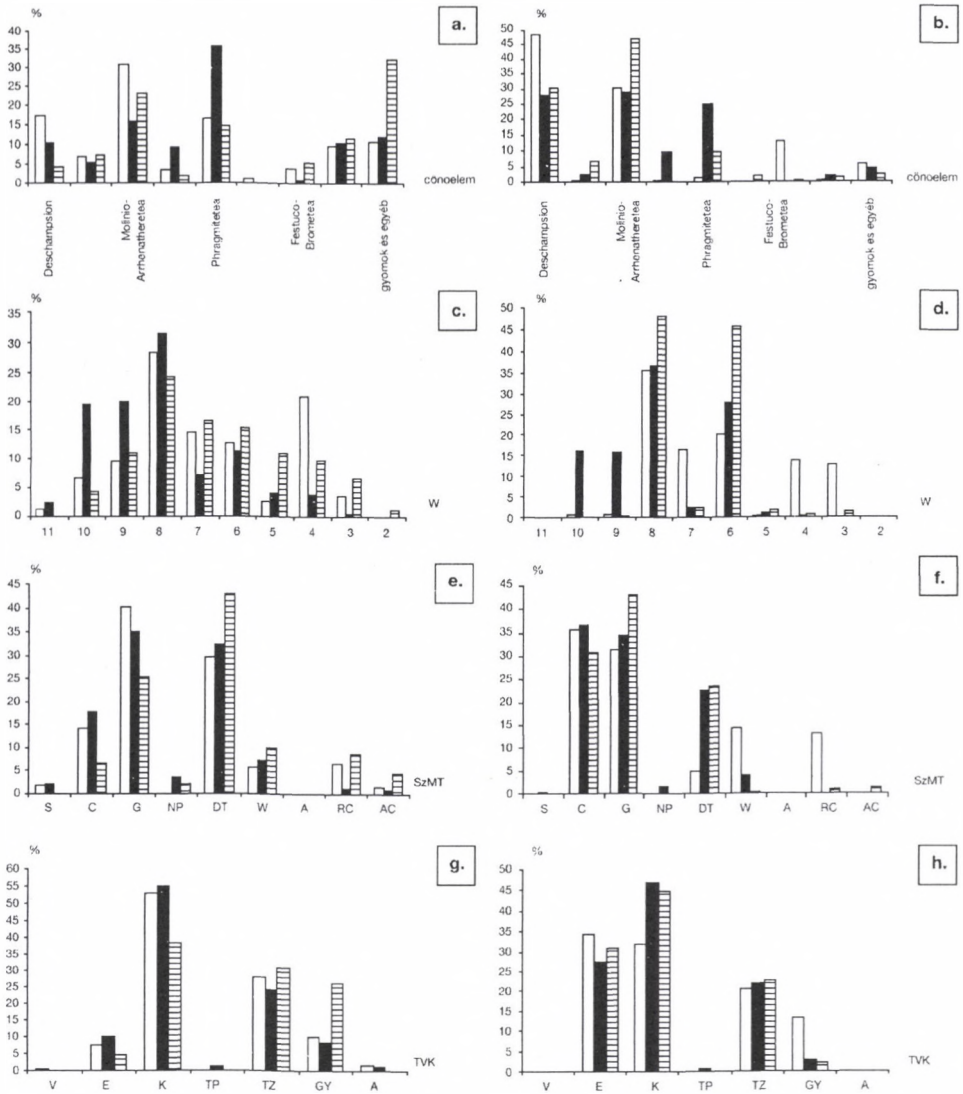 %
a.
40
35
30
25
20
15
10
5
0
cönoelem
Deschampsion
Molinio-
Arrhenatheretea
Phragmitetea
Festuco-
Brometea
gyomok és egyéb
%
b.
50
45
40
35
30
25
20
15
10
5
0
cönoelem
Deschampsion
Molinio-
Arrhenatheretea
Phragmitetea
Festuco-
Brometea
gyomok és egyéb
%
c.
35
30
25
20
15
10
5
0
W
11 10 9 8 7 6 5 4 3 2
%
d.
50
45
40
35
30
25
20
15
10
5
0
W
11 10 9 8 7 6 5 4 3 2
%
e.
45
40
35
30
25
20
15
10
5
0
SzMT
S C G NP DT W A RC AC
%
f.
45
40
35
30
25
20
15
10
5
0
SzMT
S C G NP DT W A RC AC
%
g.
60
55
50
45
40
35
30
25
20
15
10
5
0
TVK
V E K TP TZ GY A
%
h.
50
45
40
35
30
25
20
15
10
5
0
TVK
V E K TP TZ GY A